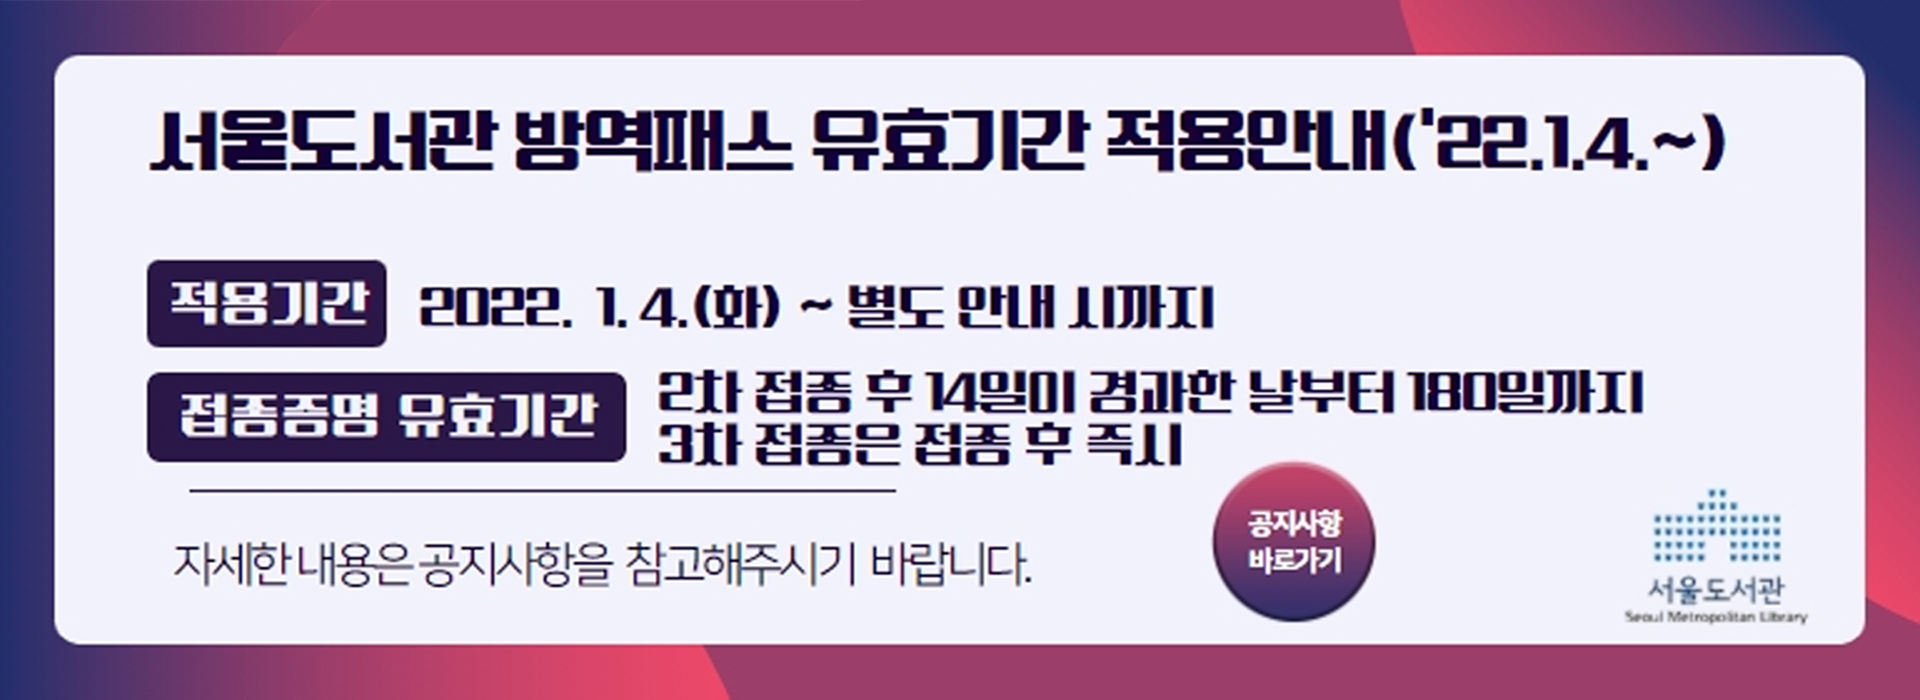 서울도서관 방역패스 유효기간 적용안내('22.1.4.~)
적용기간 2022. 1. 4.(화) ~ 별도 안내 시까지
접종증명 유효기간 2차 접종 후 14일이 경과한 날부터 180일까지
3차 접종은 접종 후 즉시
자세한 내용은 공지사항을 참고해주시기 바랍니다.
공지사항
바로가기
서울도서관
Seoul Metropolitan Library